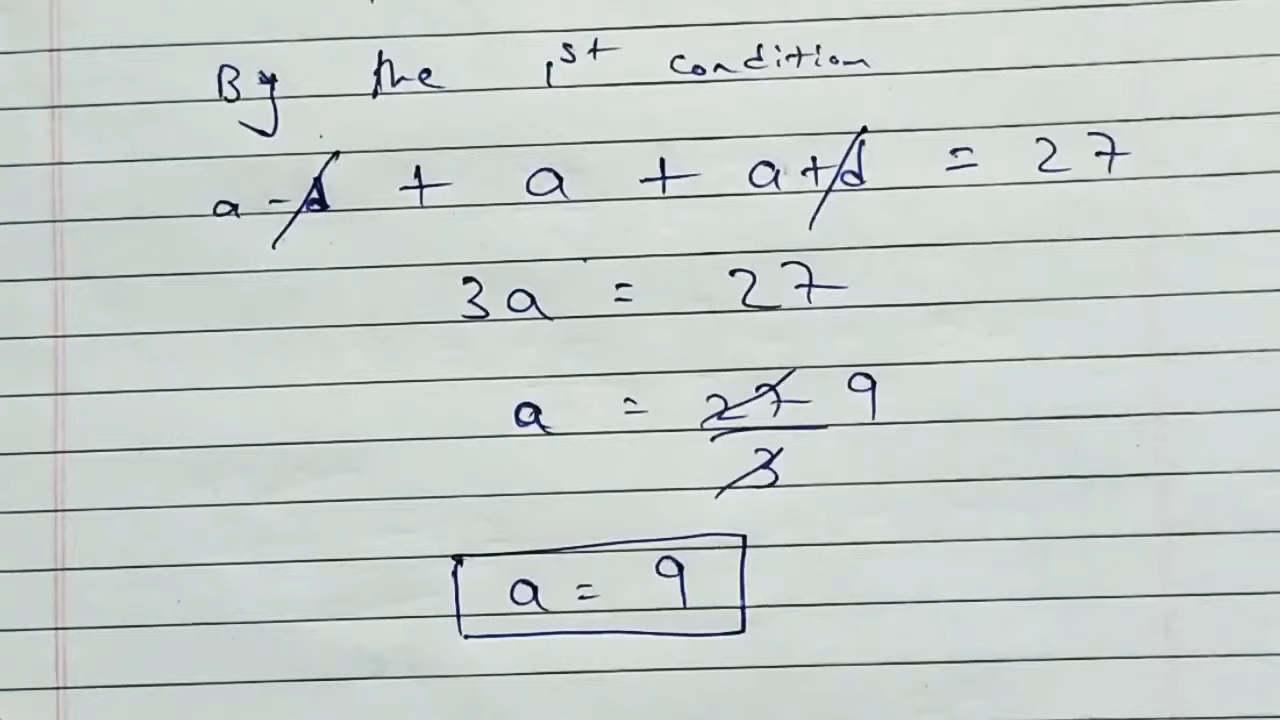 By the 1st condition
a - d + a + a + d = 27
3a = 27
a = 27/3 9
a = 9